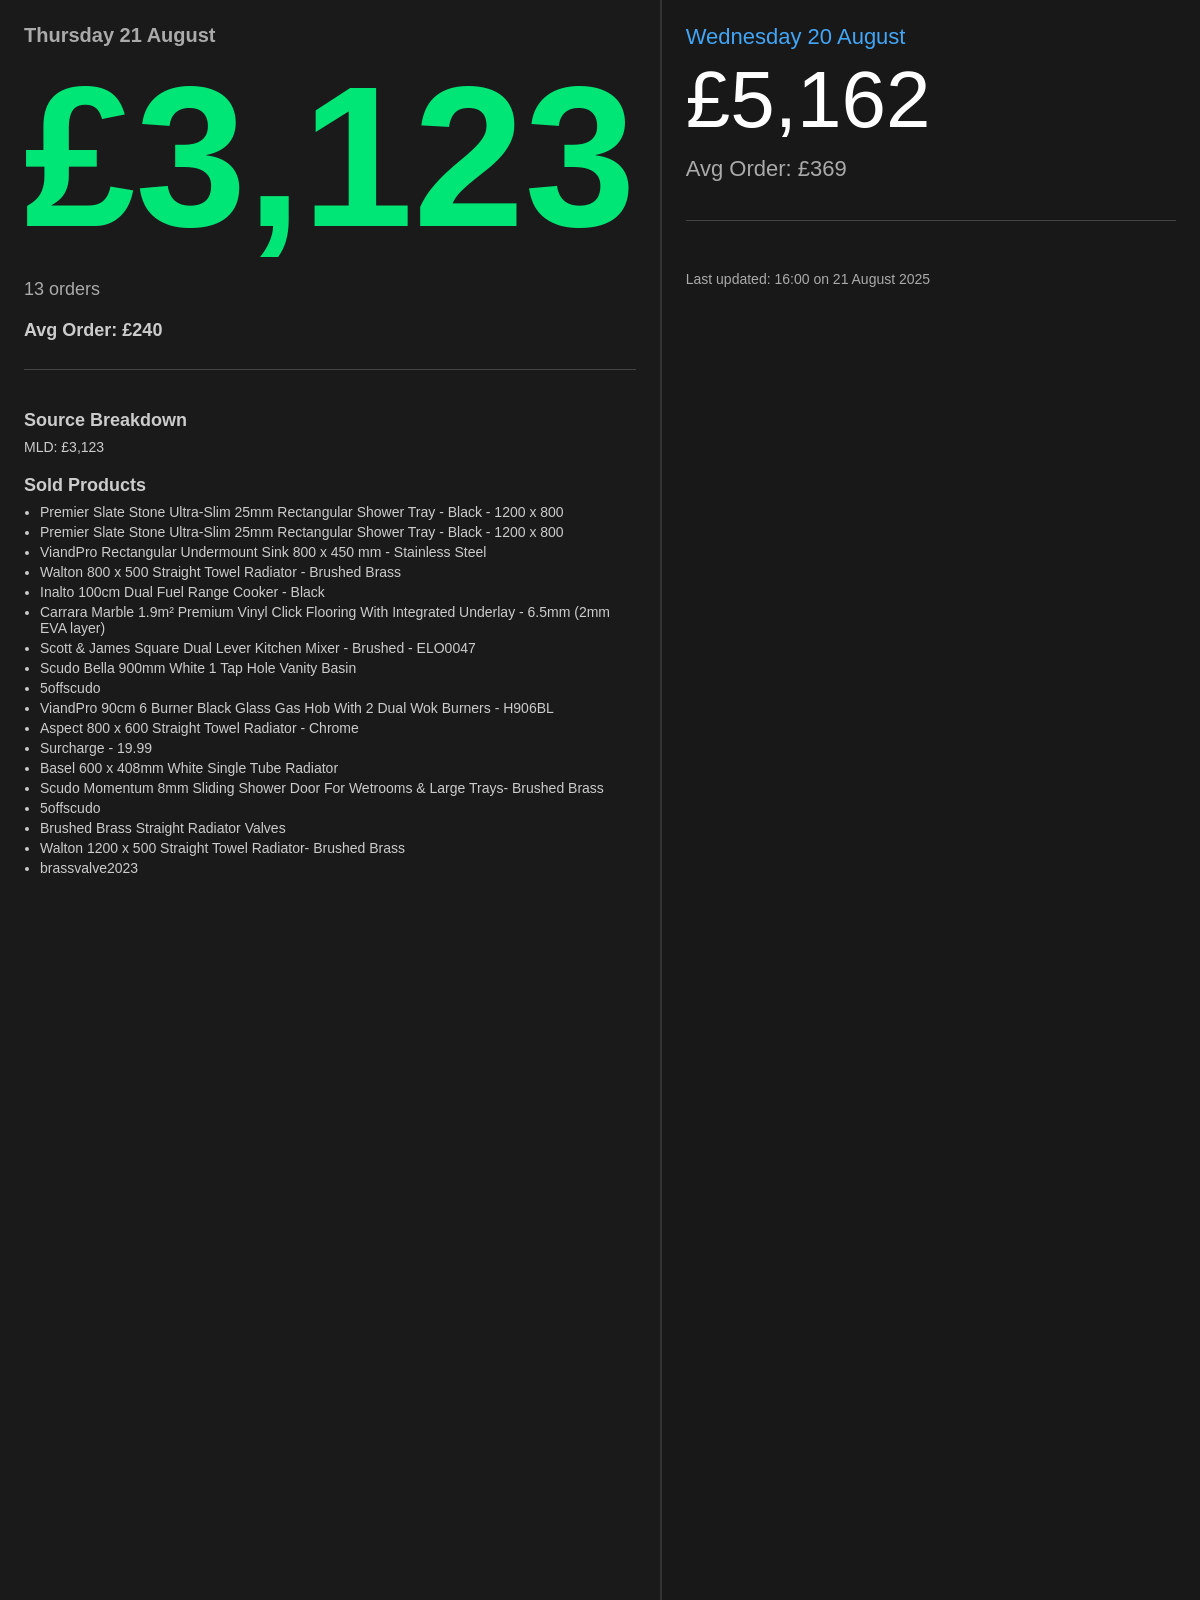 Thursday 21 August
£3,123
13 orders
Avg Order: £240
Source Breakdown
MLD: £3,123
Sold Products
• Premier Slate Stone Ultra-Slim 25mm Rectangular Shower Tray - Black - 1200 x 800
• Premier Slate Stone Ultra-Slim 25mm Rectangular Shower Tray - Black - 1200 x 800
• ViandPro Rectangular Undermount Sink 800 x 450 mm - Stainless Steel
• Walton 800 x 500 Straight Towel Radiator - Brushed Brass
• Inalto 100cm Dual Fuel Range Cooker - Black
• Carrara Marble 1.9m² Premium Vinyl Click Flooring With Integrated Underlay - 6.5mm (2mm
EVA layer)
• Scott & James Square Dual Lever Kitchen Mixer - Brushed - ELO0047
• Scudo Bella 900mm White 1 Tap Hole Vanity Basin
• 5offscudo
• ViandPro 90cm 6 Burner Black Glass Gas Hob With 2 Dual Wok Burners - H906BL
• Aspect 800 x 600 Straight Towel Radiator - Chrome
• Surcharge - 19.99
• Basel 600 x 408mm White Single Tube Radiator
• Scudo Momentum 8mm Sliding Shower Door For Wetrooms & Large Trays- Brushed Brass
• 5offscudo
• Brushed Brass Straight Radiator Valves
• Walton 1200 x 500 Straight Towel Radiator- Brushed Brass
• brassvalve2023
Wednesday 20 August
£5,162
Avg Order: £369
Last updated: 16:00 on 21 August 2025